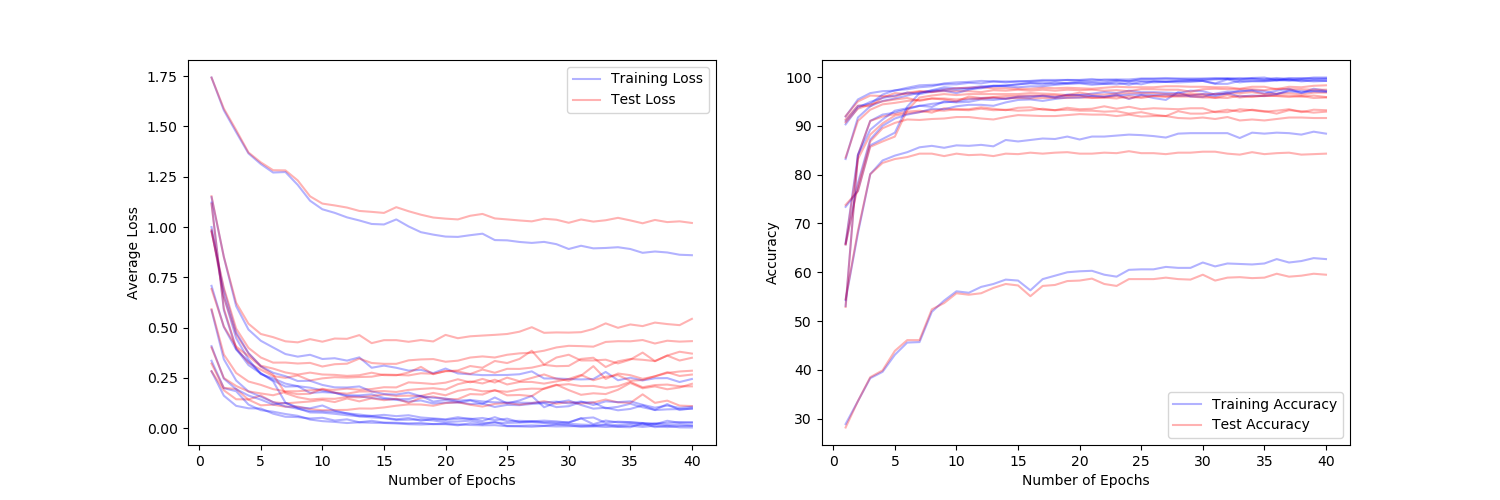 1.75
1.50
1.25
1.00
0.75
0.50
0.25
0.00
Average Loss
0 5 10 15 20 25 30 35 40
Number of Epochs
Training Loss
Test Loss
100
90
80
70
60
50
40
30
Accuracy
0 5 10 15 20 25 30 35 40
Number of Epochs
Training Accuracy
Test Accuracy